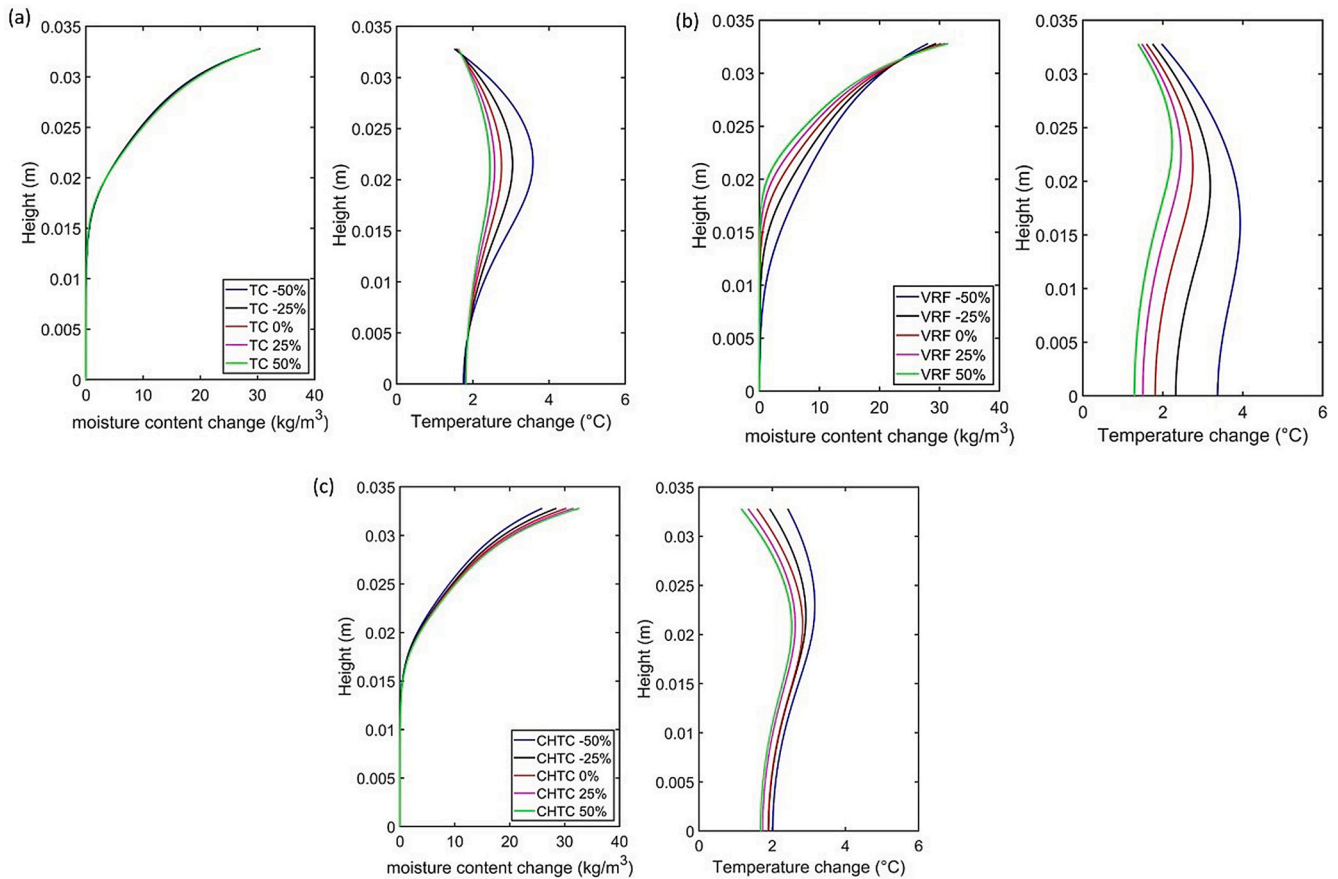 (a)
0.035
0.03
0.025
0.02
0.015
0.01
0.005
0
Height (m)
TC -50%
TC -25%
TC 0%
TC 25%
TC 50%
0 10 20 30 40
moisture content change (kg/m³)
0.035
0.03
0.025
0.02
0.015
0.01
0.005
0
Height (m)
0 2 4 6
Temperature change (°C)
(b)
0.035
0.03
0.025
0.02
0.015
0.01
0.005
0
Height (m)
VRF -50%
VRF -25%
VRF 0%
VRF 25%
VRF 50%
0 10 20 30 40
moisture content change (kg/m³)
0.035
0.03
0.025
0.02
0.015
0.01
0.005
0
Height (m)
0 2 4 6
Temperature change (°C)
(c)
0.035
0.03
0.025
0.02
0.015
0.01
0.005
0
Height (m)
CHTC -50%
CHTC -25%
CHTC 0%
CHTC 25%
CHTC 50%
0 10 20 30 40
moisture content change (kg/m³)
0.035
0.03
0.025
0.02
0.015
0.01
0.005
0
Height (m)
0 2 4 6
Temperature change (°C)